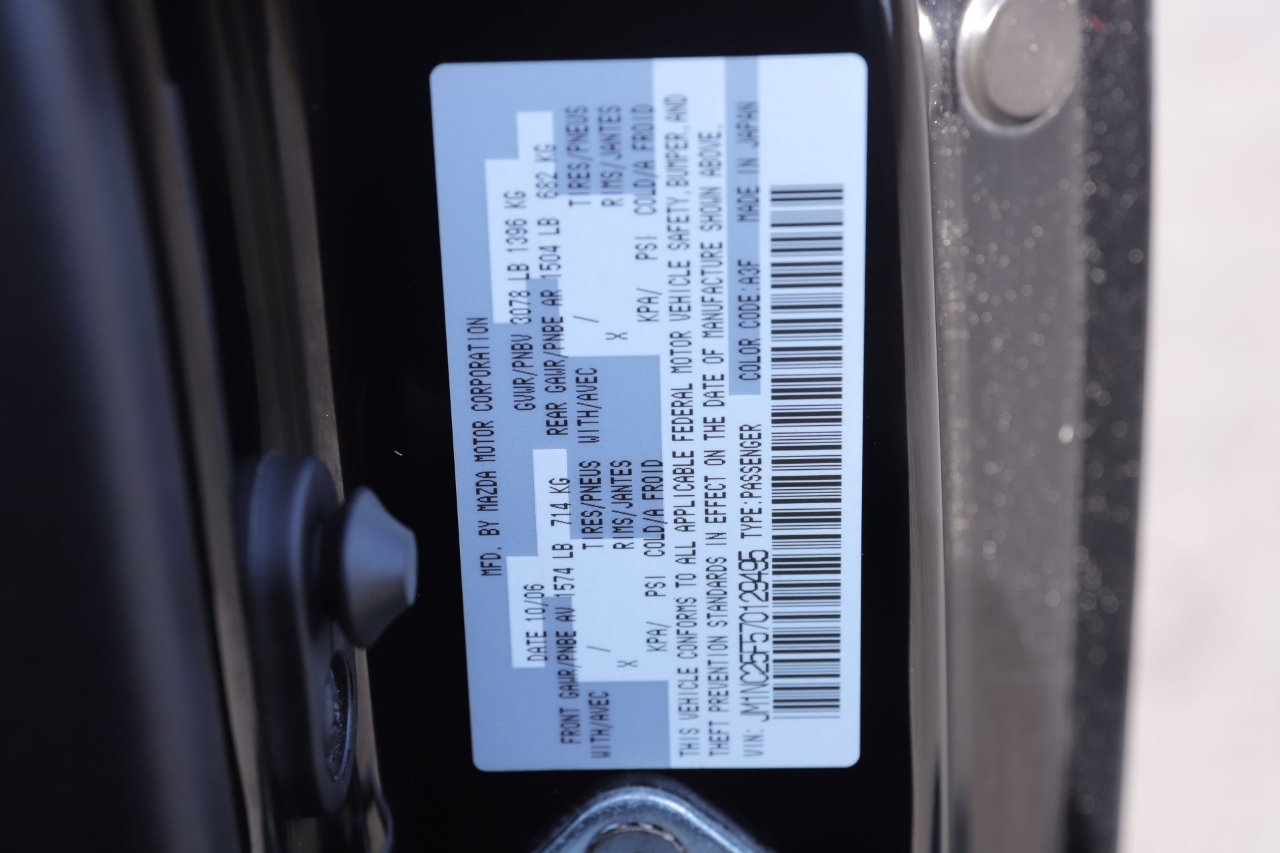 MFD. BY MAZDA MOTOR CORPORATION
DATE 10/06 GVWR/PNBV 3078 LB 1396 KG
FRONT GAWR/PNBE AV 1574 LB 714 KG REAR GAWR/PNBE AR 1504 LB 682 KG
WITH/AVEC / TIRES/PNEUS WITH/AVEC / TIRES/PNEUS
X RIMS/JANTES X RIMS/JANTES
KPA/ PSI COLD/A FROID KPA/ PSI COLD/A FROID
THIS VEHICLE CONFORMS TO ALL APPLICABLE FEDERAL MOTOR VEHICLE SAFETY, BUMPER, AND
THEFT PREVENTION STANDARDS IN EFFECT ON THE DATE OF MANUFACTURE SHOWN ABOVE.
VIN: JM1NC25F570129495 TYPE:PASSENGER COLOR CODE:A3F MADE IN JAPAN